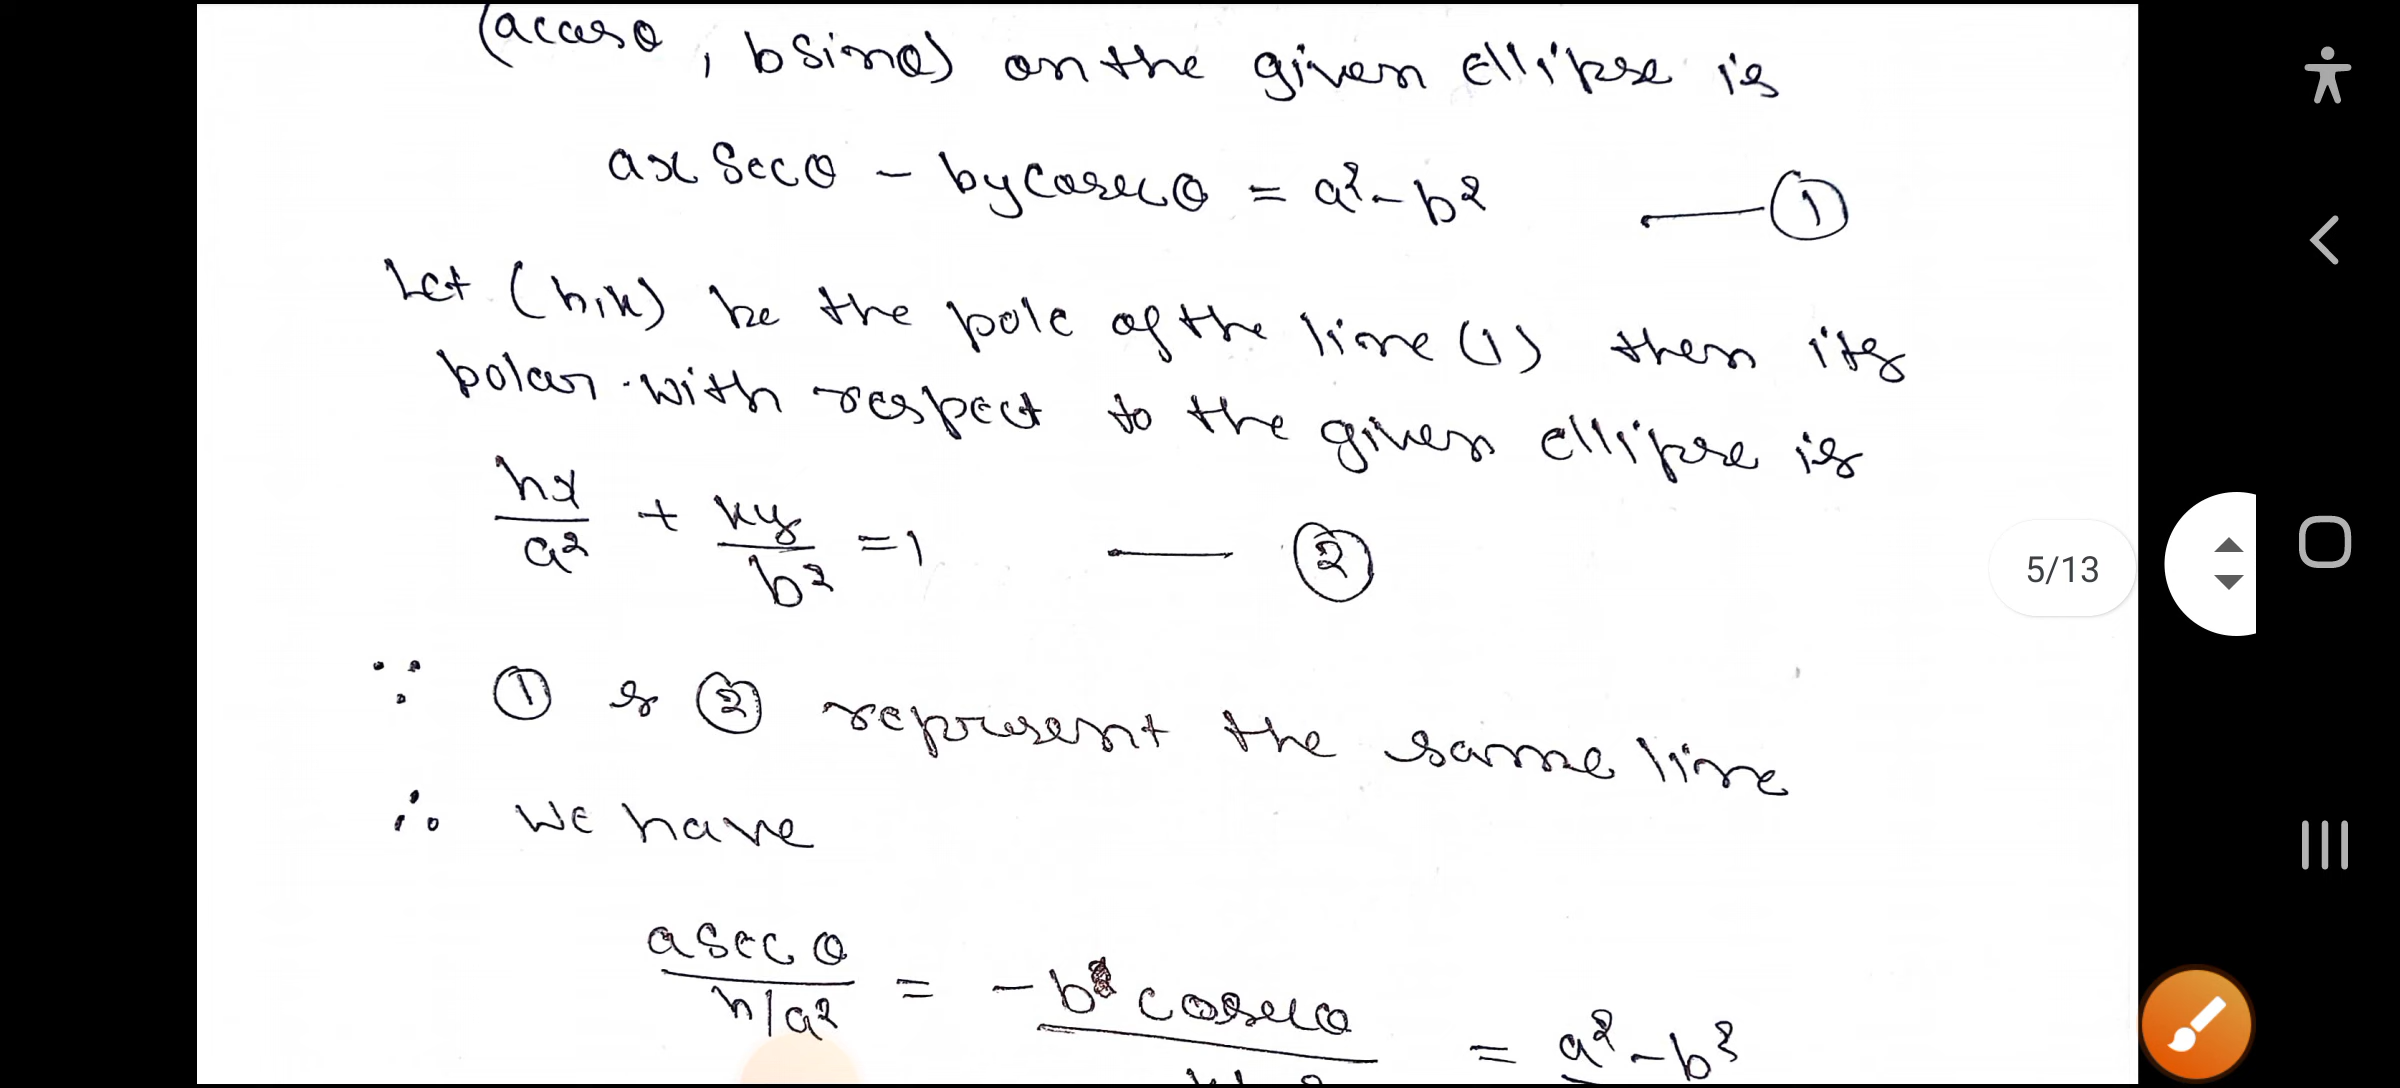 (acosθ, bsinθ) on the given ellipse is
ax Secθ - by Cosecθ = a² - b² — ①
Let (h,k) be the pole of the line (1) then its
polar with respect to the given ellipse is
hx/a² + ky/b² = 1 — ②
∵ ① & ② represent the same line
∴ We have
a Sec θ / h/a² = -b cosecθ = a² - b²
5/13